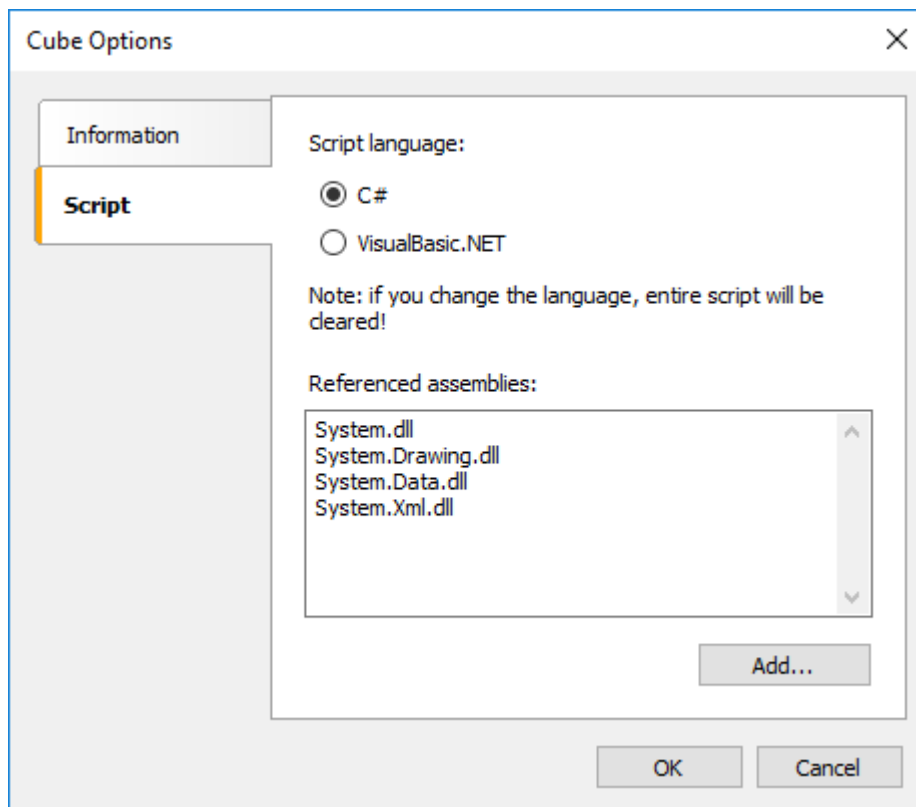 Cube Options
Information
Script
Script language:
C#
VisualBasic.NET
Note: if you change the language, entire script will be
cleared!
Referenced assemblies:
System.dll
System.Drawing.dll
System.Data.dll
System.Xml.dll
Add...
OK
Cancel